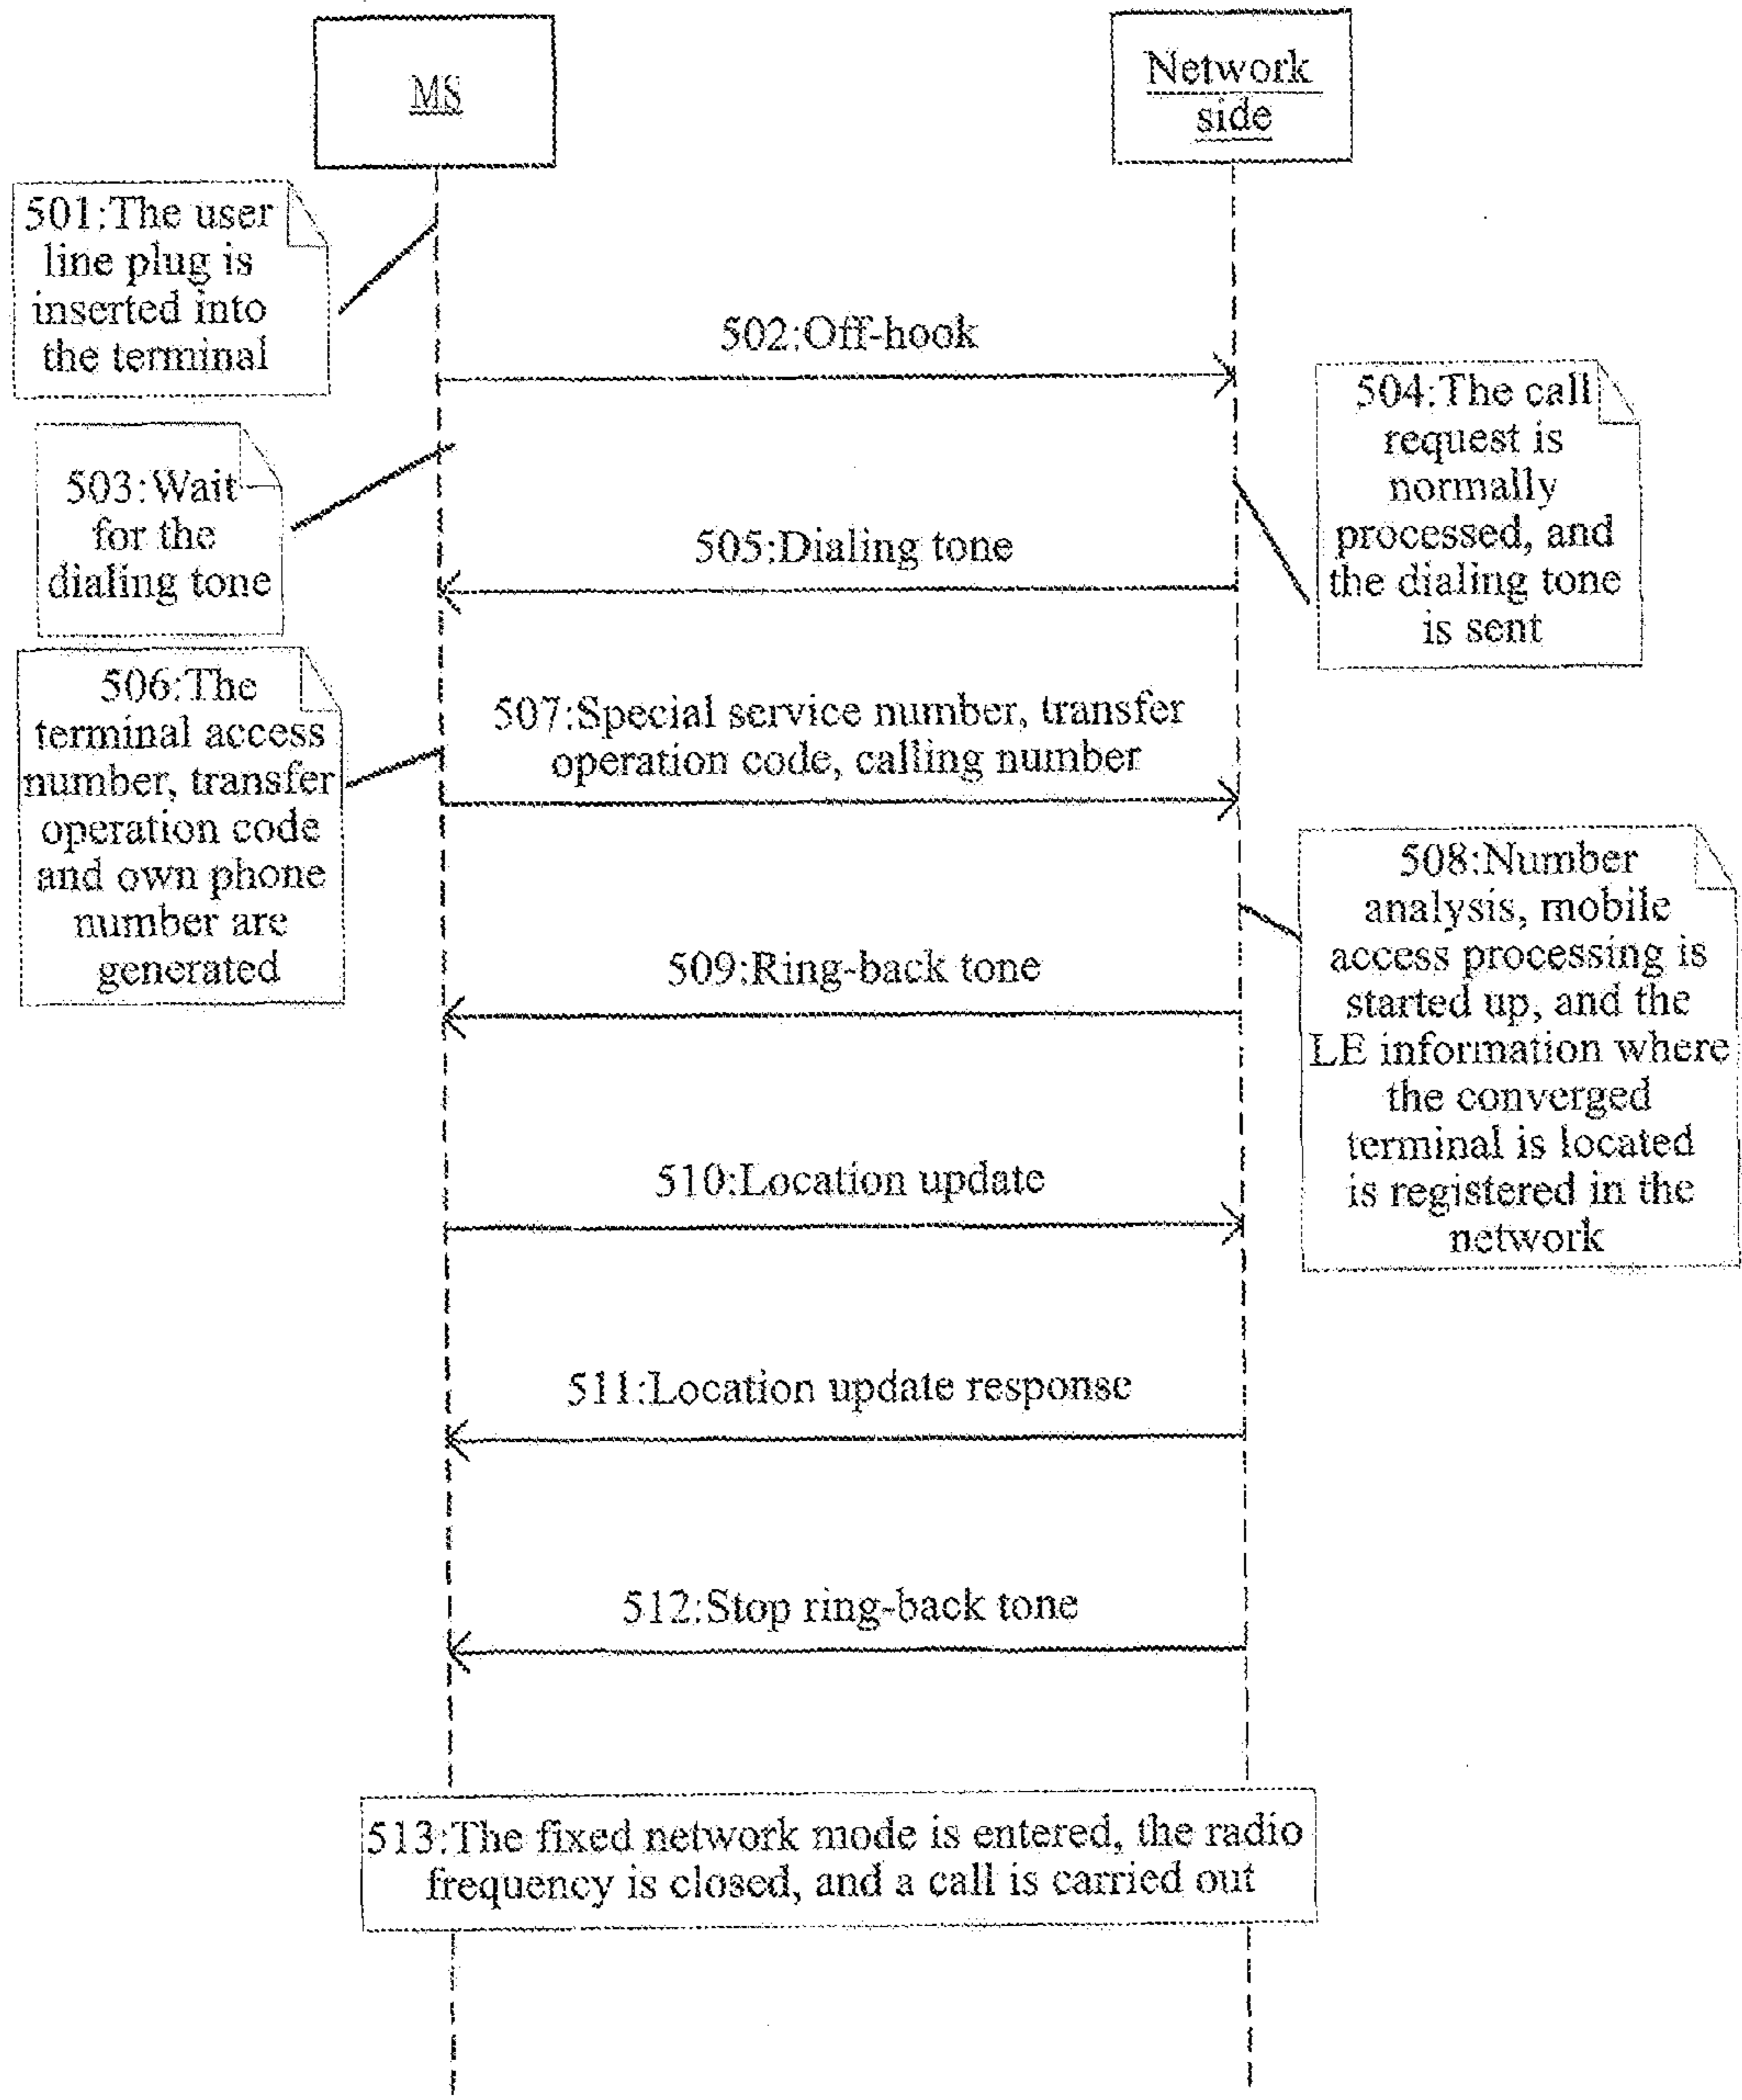 MS
Network
side
501:The user
line plug is
inserted into
the terminal
502:Off-hook
503:Wait
for the
dialing tone
504:The call
request is
normally
processed, and
the dialing tone
is sent
505:Dialing tone
506:The
terminal access
number, transfer
operation code
and own phone
number are
generated
507:Special service number, transfer
operation code, calling number
508:Number
analysis, mobile
access processing is
started up, and the
LE information where
the converged
terminal is located
is registered in the
network
509:Ring-back tone
510:Location update
511:Location update response
512:Stop ring-back tone
513:The fixed network mode is entered, the radio
frequency is closed, and a call is carried out